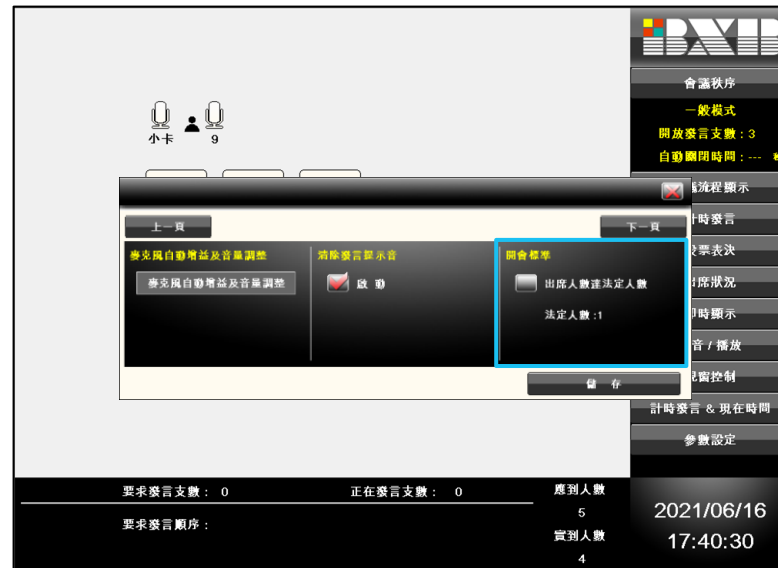 BXB
會議秩序
一般模式
開放發言支數：3
自動關閉時間：---
小卡
9
流程顯示
上一頁
下一頁
時發言
麥克風自動增益及音量調整
清除發言提示音
開會標準
票表決
麥克風自動增益及音量調整
啟 動
出席人數達法定人數
席狀況
法定人數:1
時顯示
音 / 播放
窗控制
儲 存
計時發言 & 現在時間
參數設定
要求發言支數： 0
正在發言支數： 0
應到人數
5
要求發言順序：
實到人數
4
2021/06/16
17:40:30